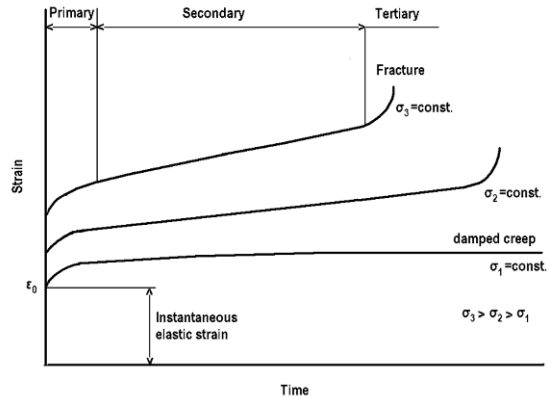 Primary
Secondary
Tertiary
Fracture
σ3=const.
Strain
σ2=const.
damped creep
σ1=const.
ε0
Instantaneous
elastic strain
σ3 > σ2 > σ1
Time